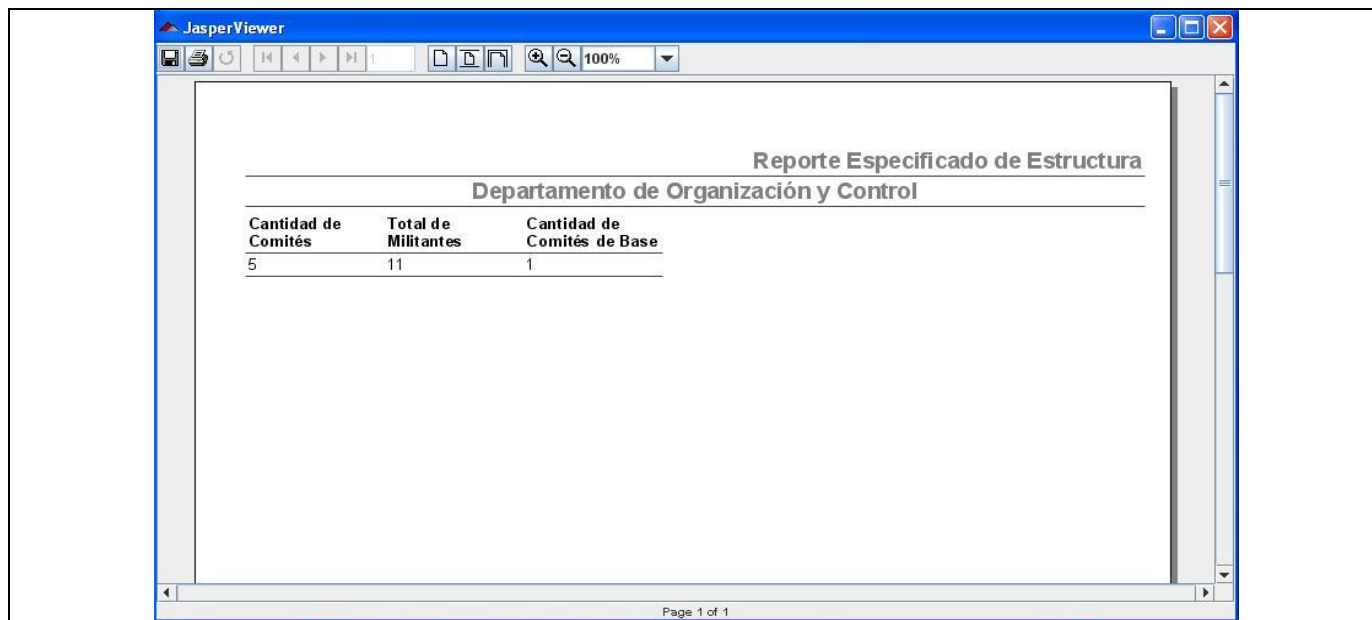 JasperViewer
1
100%
Reporte Especificado de Estructura
Departamento de Organización y Control
Cantidad de Comités
Total de Militantes
Cantidad de Comités de Base
5 11 1
Page 1 of 1